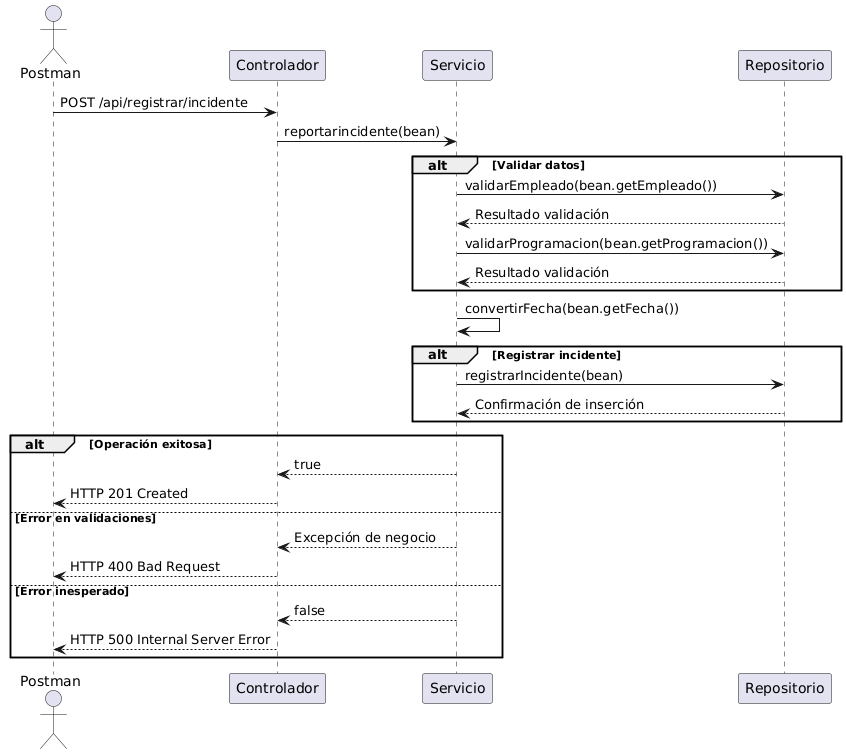 Postman
Controlador
Servicio
Repositorio
POST /api/registrar/incidente
reportarincidente(bean)
alt [Validar datos]
validarEmpleado(bean.getEmpleado())
Resultado validación
validarProgramacion(bean.getProgramacion())
Resultado validación
convertirFecha(bean.getFecha())
alt [Registrar incidente]
registrarIncidente(bean)
Confirmación de inserción
alt [Operación exitosa]
true
HTTP 201 Created
[Error en validaciones]
Excepción de negocio
HTTP 400 Bad Request
[Error inesperado]
false
HTTP 500 Internal Server Error
Postman
Controlador
Servicio
Repositorio